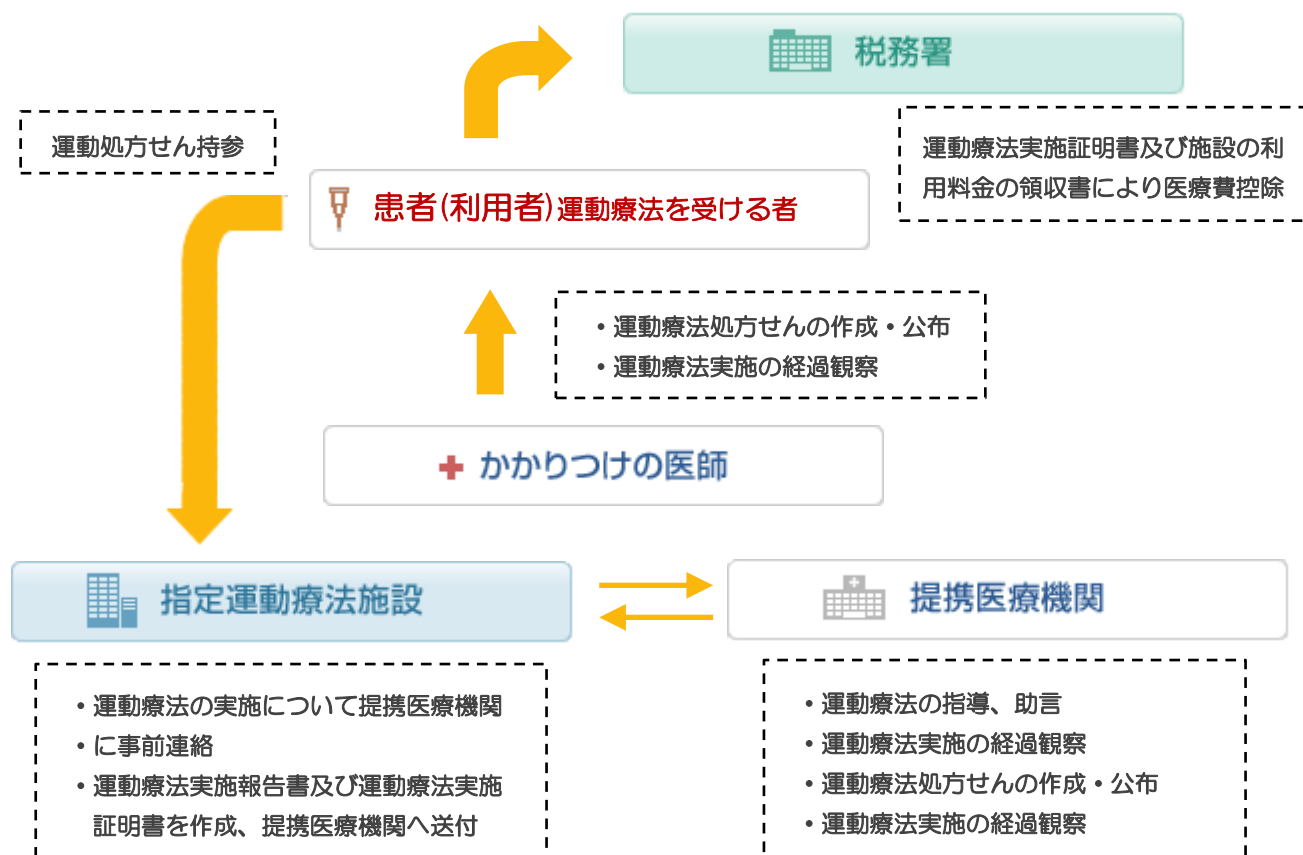 税務署
運動処方せん持参
運動療法実施証明書及び施設の利
用料金の領収書により医療費控除
患者(利用者)運動療法を受ける者
・運動療法処方せんの作成・公布
・運動療法実施の経過観察
かかりつけの医師
指定運動療法施設
提携医療機関
・運動療法の実施について提携医療機関
・に事前連絡
・運動療法実施報告書及び運動療法実施
証明書を作成、提携医療機関へ送付
・運動療法の指導、助言
・運動療法実施の経過観察
・運動療法処方せんの作成・公布
・運動療法実施の経過観察